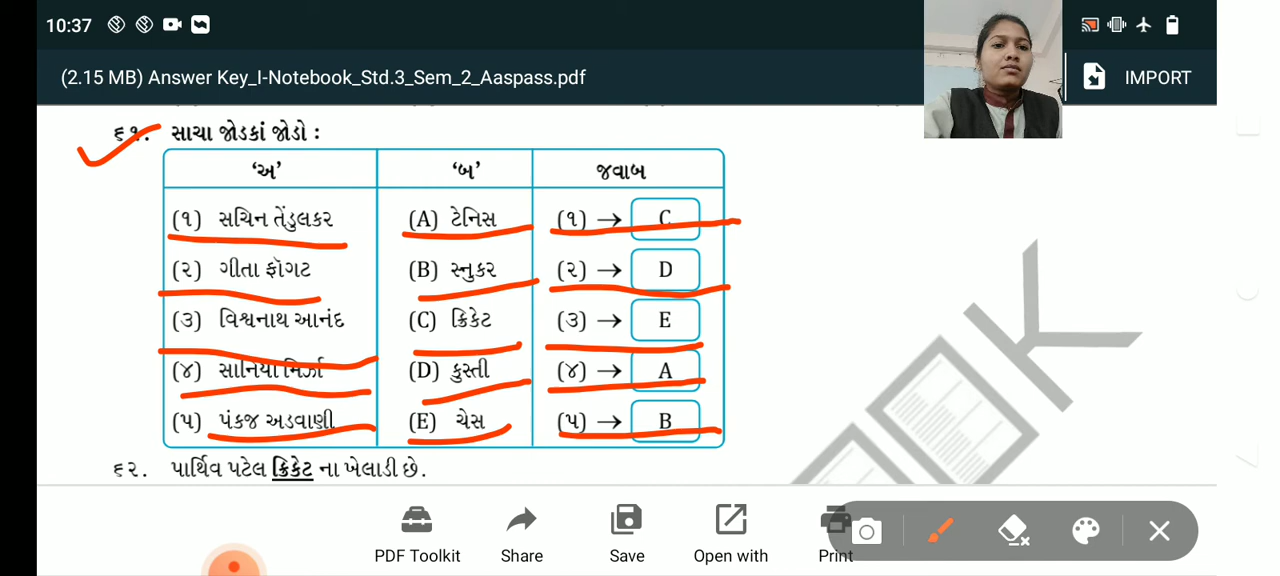 10:37
(2.15 MB) Answer Key_I-Notebook_Std.3_Sem_2_Aaspass.pdf
IMPORT
૬૧. સાચા જોડકાં જોડો :
‘અ’ ‘બ’ જવાબ
(૧) સચિન તેંડુલકર (A) ટેનિસ (૧) → C
(૨) ગીતા ફૉગટ (B) સ્નુકર (૨) → D
(૩) વિશ્વનાથ આનંદ (C) ક્રિકેટ (૩) → E
(૪) સાનિયા મિર્ઝા (D) કુસ્તી (૪) → A
(૫) પંકજ અડવાણી (E) ચેસ (૫) → B
૬૨. પાર્થિવ પટેલ ક્રિકેટ ના ખેલાડી છે.
PDF Toolkit Share Save Open with Print